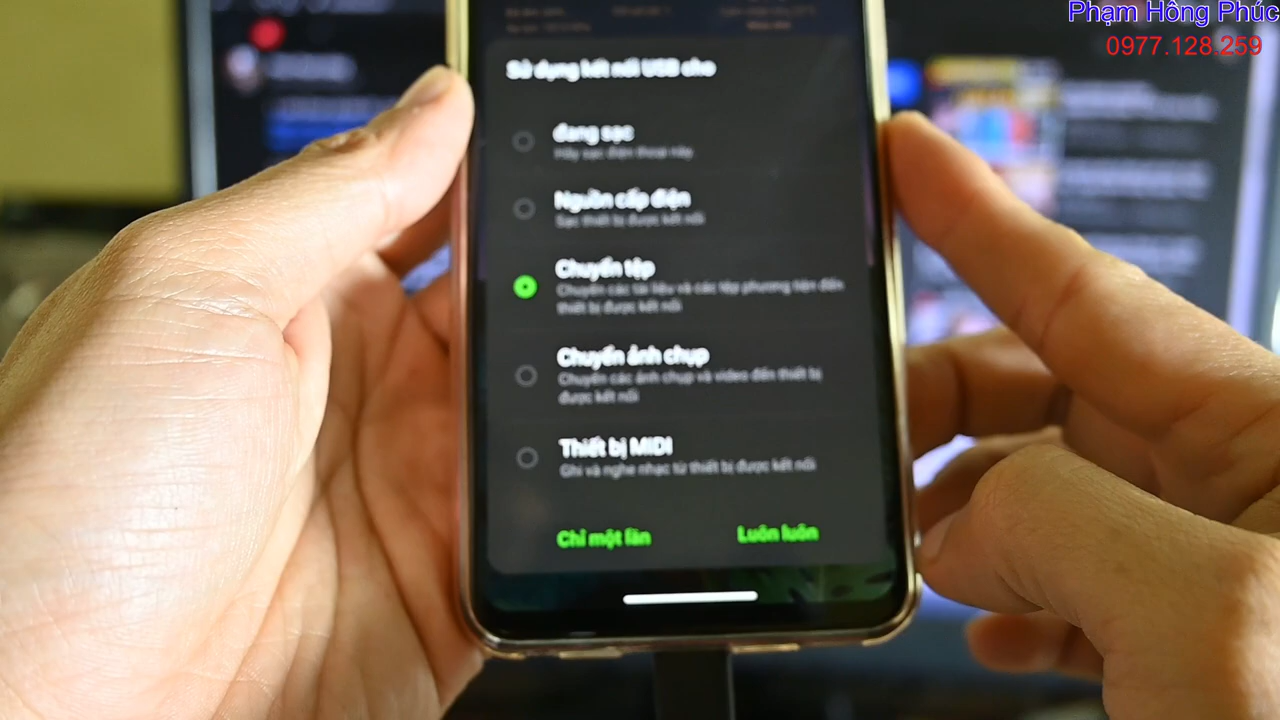 Phạm Hồng Phúc
0977.128.259
Sử dụng kết nối USB cho
đang sạc
Hãy sạc điện thoại này
Nguồn cấp điện
Sạc thiết bị được kết nối
Chuyển tệp
Chuyển các tài liệu và các tệp phương tiện đến
thiết bị được kết nối
Chuyển ảnh chụp
Chuyển các ảnh chụp và video đến thiết bị
được kết nối
Thiết bị MIDI
Ghi và nghe nhạc từ thiết bị được kết nối
Chỉ một lần
Luôn luôn